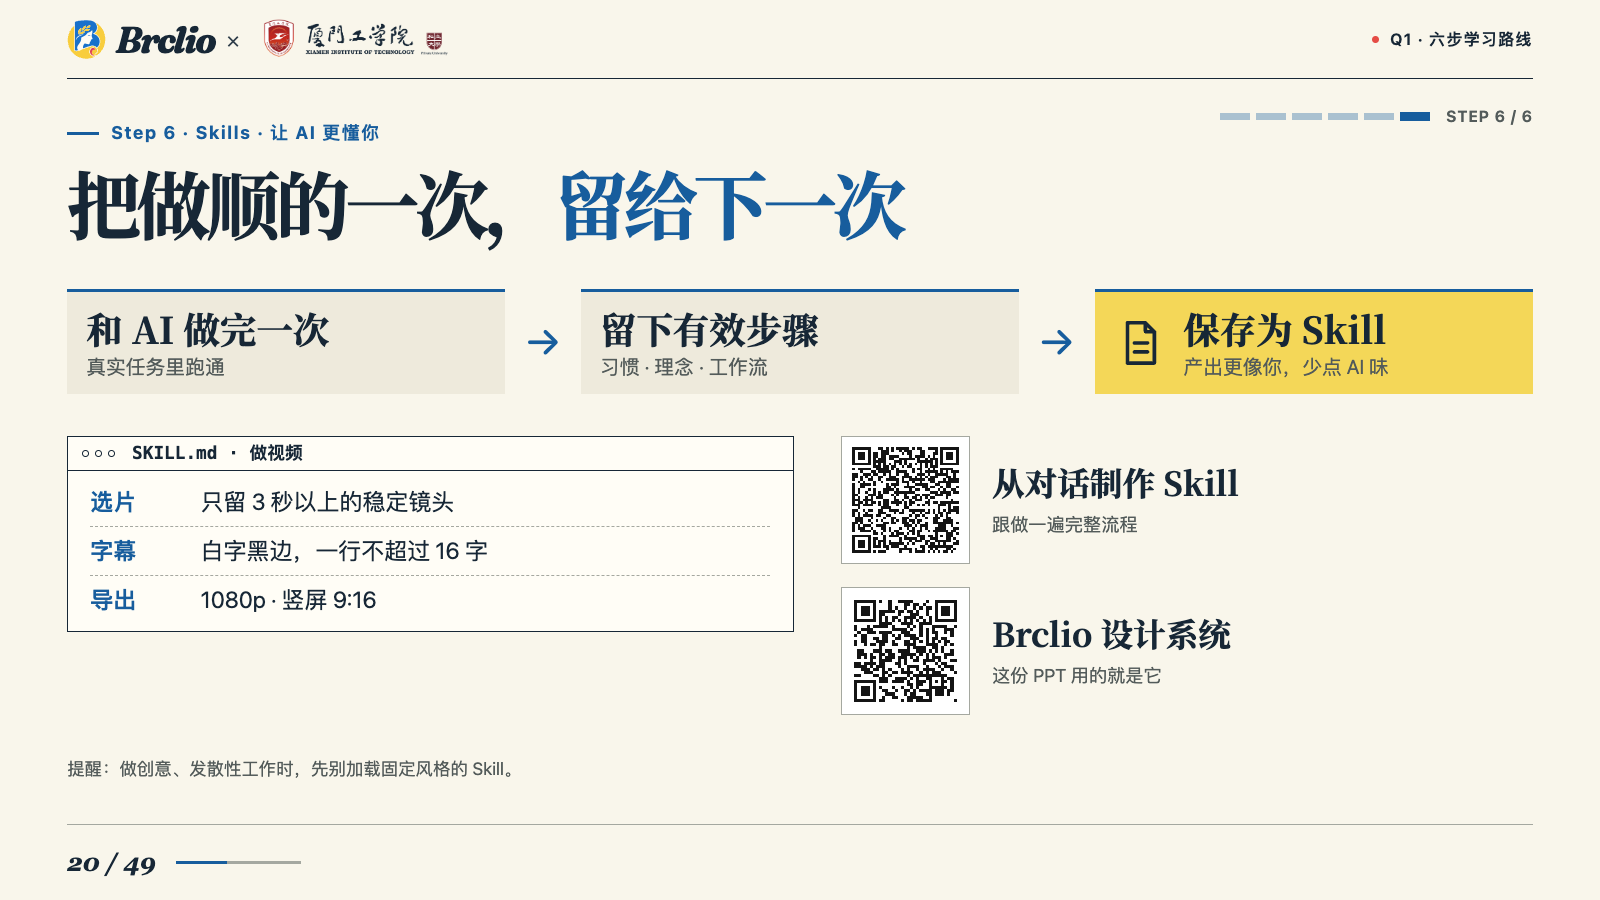 Brclio ×
厦門工学院
XIAMEN INSTITUTE OF TECHNOLOGY
Q1 · 六步学习路线
STEP 6 / 6
Step 6 · Skills · 让 AI 更懂你
把做顺的一次，留给下一次
和 AI 做完一次
真实任务里跑通
留下有效步骤
习惯 · 理念 · 工作流
保存为 Skill
产出更像你，少点 AI 味
SKILL.md · 做视频
选片 只留 3 秒以上的稳定镜头
字幕 白字黑边，一行不超过 16 字
导出 1080p · 竖屏 9:16
从对话制作 Skill
跟做一遍完整流程
Brclio 设计系统
这份 PPT 用的就是它
提醒：做创意、发散性工作时，先别加载固定风格的 Skill。
20 / 49